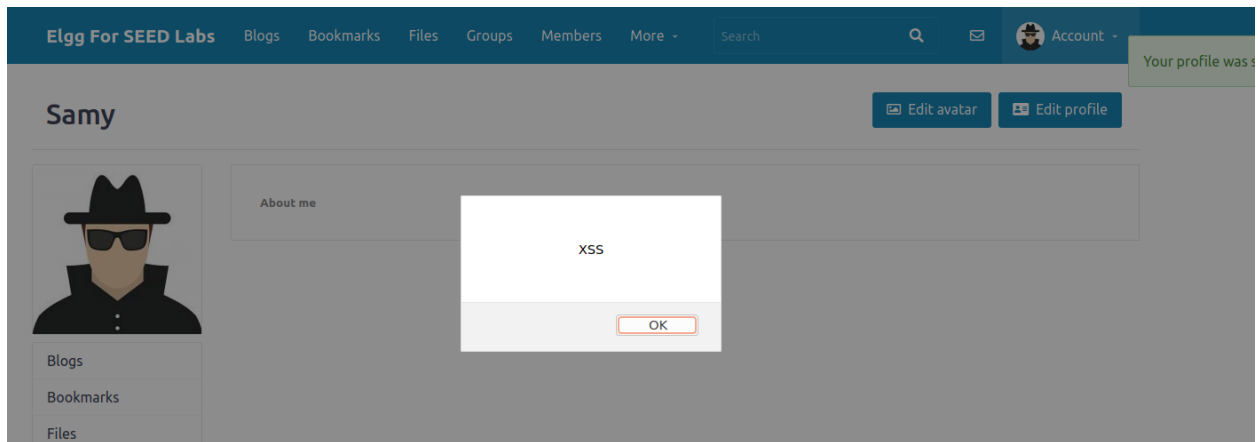 Elgg For SEED Labs Blogs Bookmarks Files Groups Members More Search Account
Your profile was s
Samy
Edit avatar Edit profile
About me
xss
OK
Blogs
Bookmarks
Files